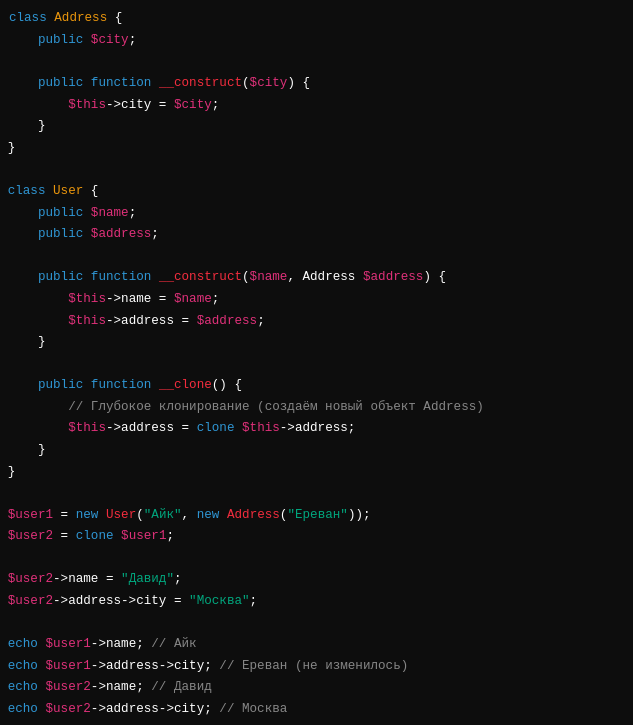 class Address {
    public $city;

    public function __construct($city) {
        $this->city = $city;
    }
}

class User {
    public $name;
    public $address;

    public function __construct($name, Address $address) {
        $this->name = $name;
        $this->address = $address;
    }

    public function __clone() {
        // Глубокое клонирование (создаём новый объект Address)
        $this->address = clone $this->address;
    }
}

$user1 = new User("Айк", new Address("Ереван"));
$user2 = clone $user1;

$user2->name = "Давид";
$user2->address->city = "Москва";

echo $user1->name; // Айк
echo $user1->address->city; // Ереван (не изменилось)
echo $user2->name; // Давид
echo $user2->address->city; // Москва